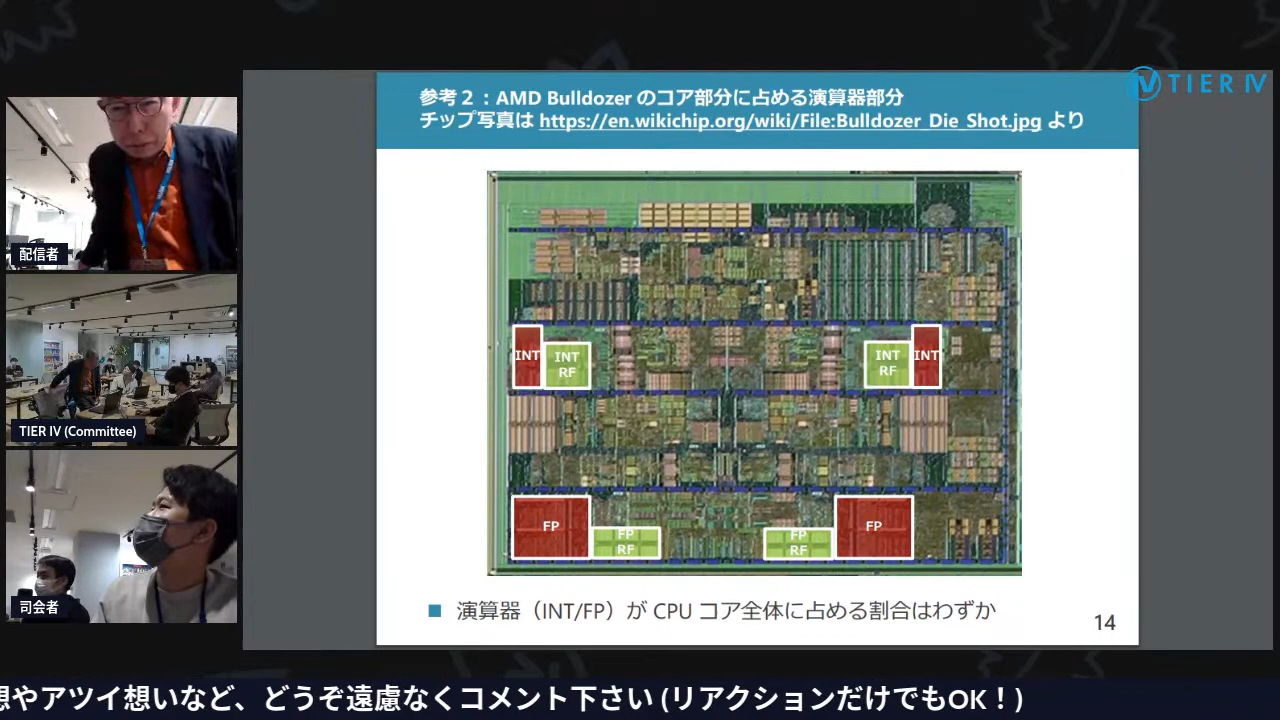 参考２：AMD Bulldozer のコア部分に占める演算器部分
チップ写真は https://en.wikichip.org/wiki/File:Bulldozer_Die_Shot.jpg より
TIER IV
配信者
TIER IV (Committee)
司会者
INT
INT
RF
INT
RF
INT
FP
FP
RF
FP
RF
FP
■ 演算器（INT/FP）が CPU コア全体に占める割合はわずか
14
想やアツイ想いなど、どうぞ遠慮なくコメント下さい (リアクションだけでもOK！)